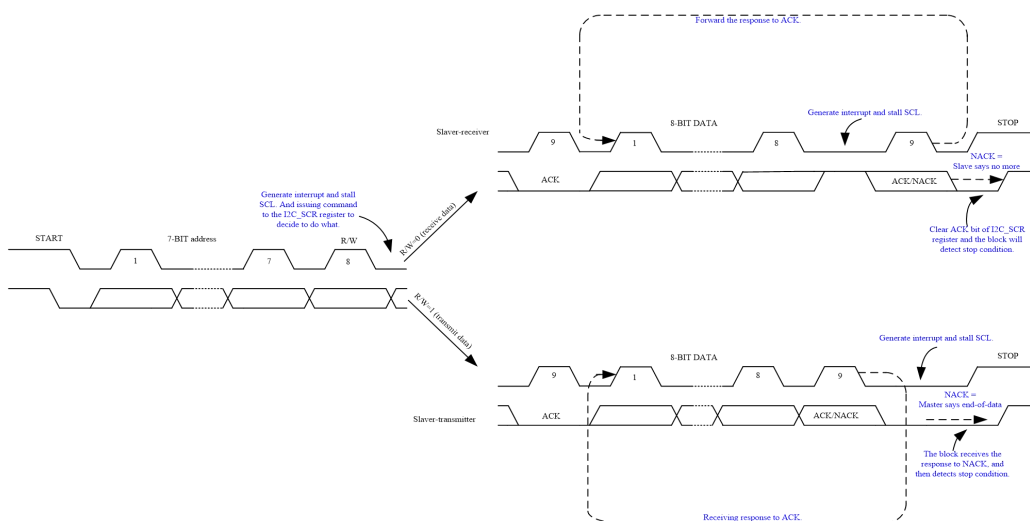 Forward the response to ACK.
Slaver-receiver
8-BIT DATA
Generate interrupt and stall SCL.
STOP
9
1
8
9
NACK =
Slave says no more
ACK
ACK/NACK
Clear ACK bit of I2C_SCR
register and the block will
detect stop condition.
Generate interrupt and stall
SCL. And issuing command
to the I2C_SCR register to
decide to do what.
R/W=0 (receive data)
START
7-BIT address
R/W
1
7
8
R/W=1 (transmit data)
8-BIT DATA
Generate interrupt and stall SCL.
STOP
9
1
8
9
NACK =
Master says end-of-data
Slaver-transmitter
ACK
ACK/NACK
The block receives the
response to NACK, and
then detects stop condition.
Receiving response to ACK.